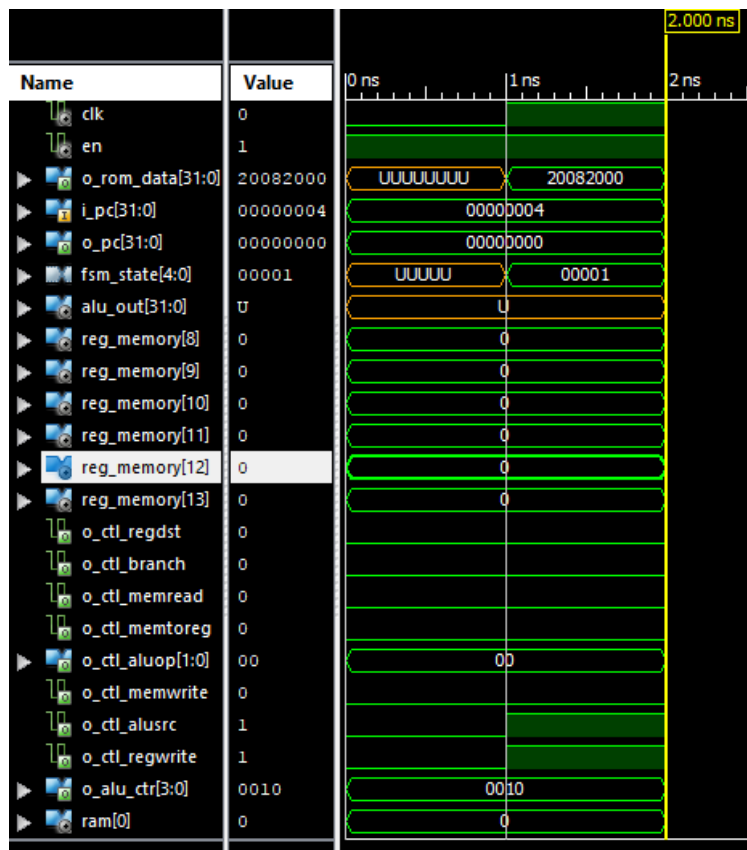 2.000 ns
Name Value 0 ns 1 ns 2 ns
clk 0
en 1
o_rom_data[31:0] 20082000 UUUUUUUU 20082000
i_pc[31:0] 00000004 00000004
o_pc[31:0] 00000000 00000000
fsm_state[4:0] 00001 UUUUU 00001
alu_out[31:0] U U
reg_memory[8] 0 0
reg_memory[9] 0 0
reg_memory[10] 0 0
reg_memory[11] 0 0
reg_memory[12] 0 0
reg_memory[13] 0 0
o_ctl_regdst 0
o_ctl_branch 0
o_ctl_memread 0
o_ctl_memtoreg 0
o_ctl_aluop[1:0] 00 00
o_ctl_memwrite 0
o_ctl_alusrc 1
o_ctl_regwrite 1
o_alu_ctr[3:0] 0010 0010
ram[0] 0 0